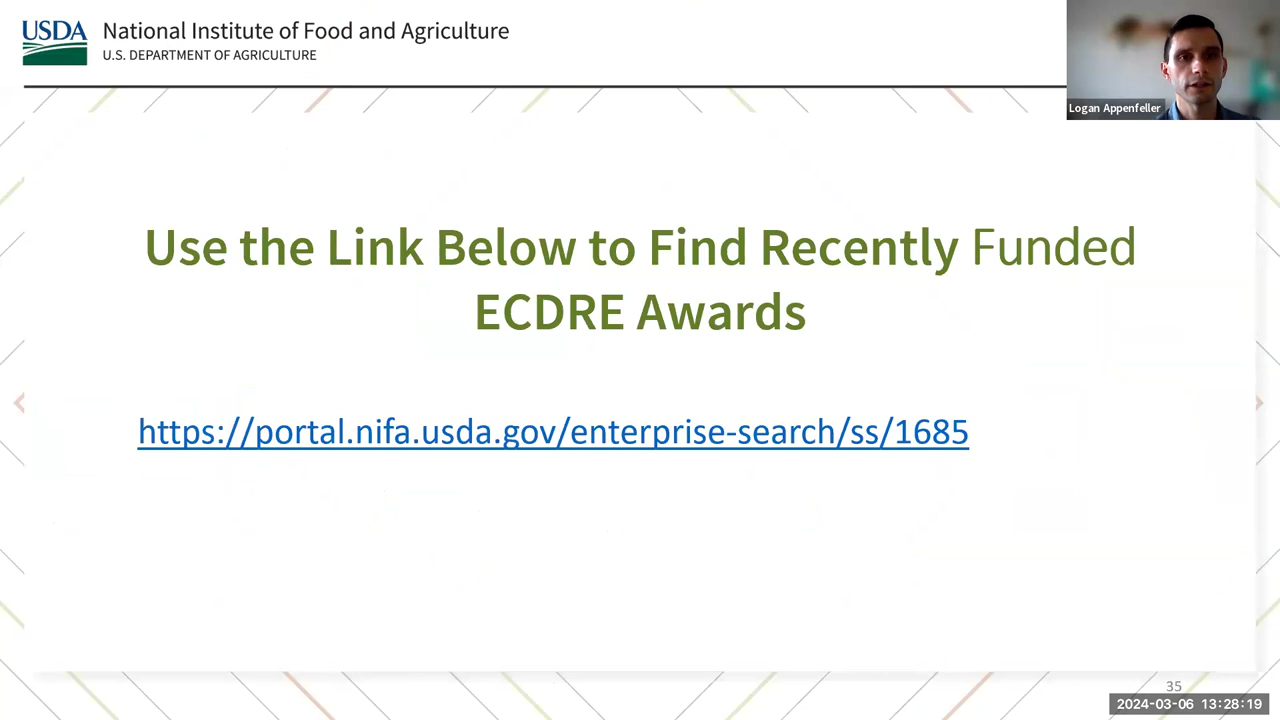 USDA
National Institute of Food and Agriculture
U.S. DEPARTMENT OF AGRICULTURE
Logan Appenfeller
Use the Link Below to Find Recently Funded
ECDRE Awards
https://portal.nifa.usda.gov/enterprise-search/ss/1685
35
2024-03-06 13:28:19